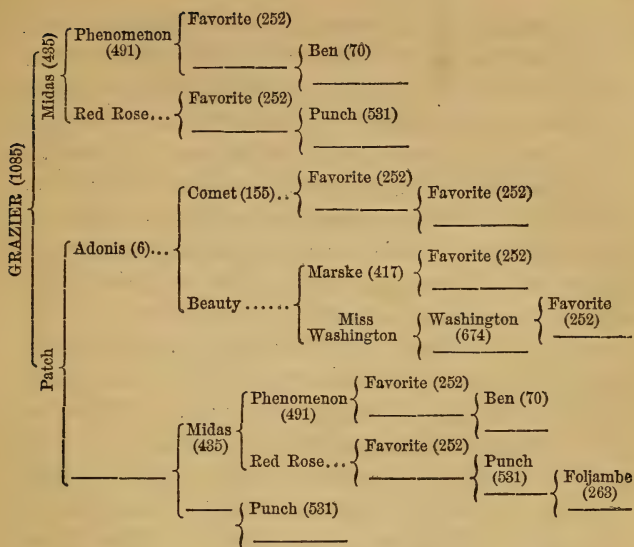 Favorite (252)
Phenomenon
(491)
Ben (70)
Midas (435)
Favorite (252)
Red Rose...
Punch (531)
GRAZIER (1085)
Favorite (252)
Comet (155)..
Favorite (252)
Adonis (6)...
Favorite (252)
Marske (417)
Beauty ......
Miss
Washington
Washington
(674)
Favorite
(252)
Patch
Favorite (252)
Phenomenon
(491)
Ben (70)
Midas
(435)
Favorite (252)
Red Rose...
Punch
(531)
Foljambe
(263)
Punch (531)